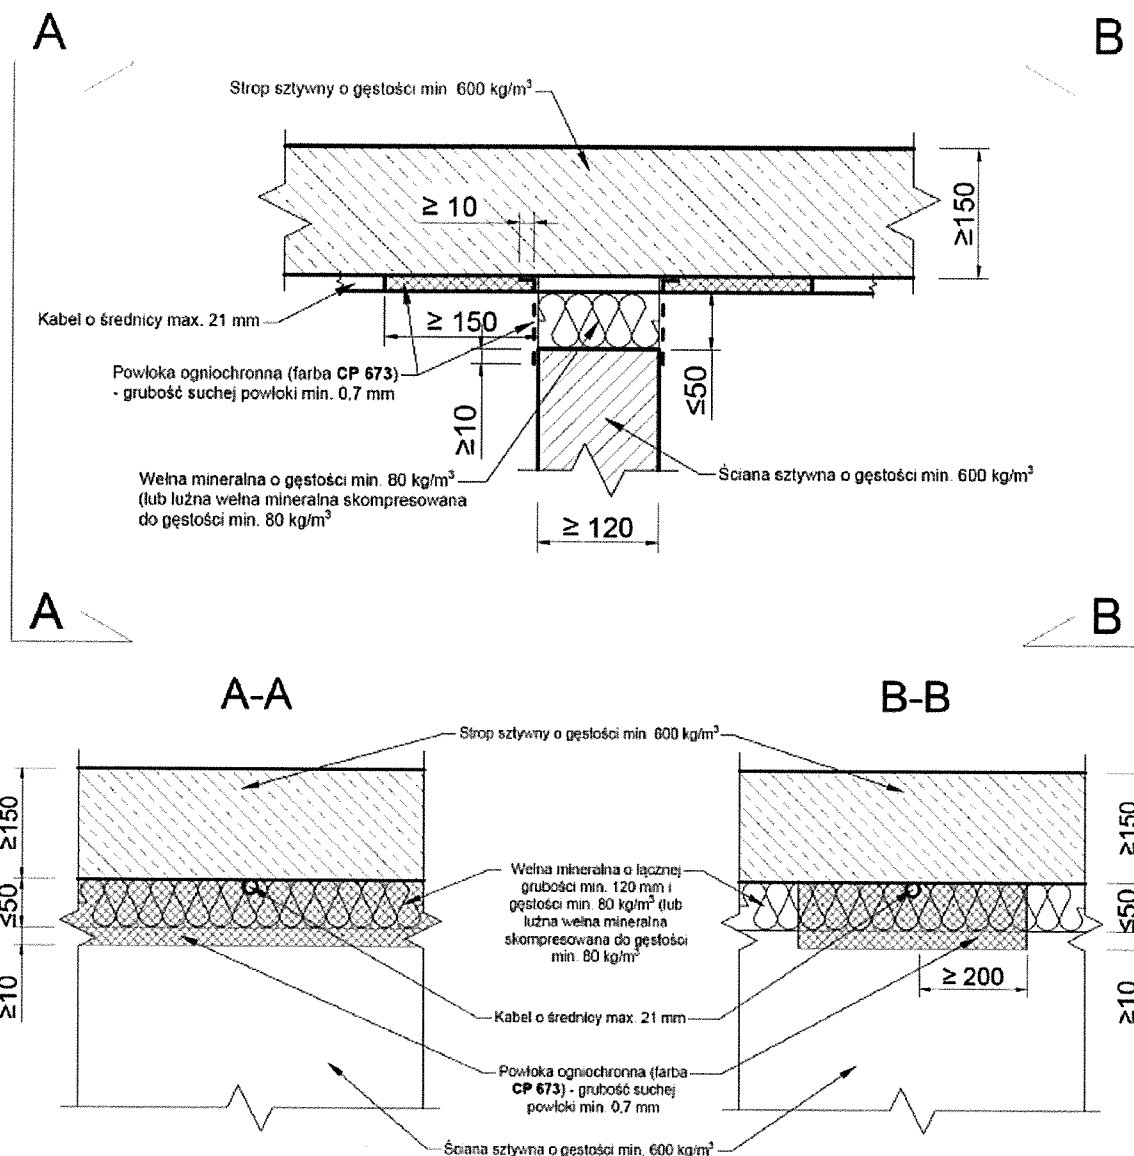 A
B
Strop sztywny o gęstości min 600 kg/m³
≥ 10
≥150
Kabel o średnicy max. 21 mm
≥ 150
Powłoka ogniochronna (farba CP 673)
- grubość suchej powłoki min. 0,7 mm
≤50
≥10
Wełna mineralna o gęstości min. 80 kg/m³
(lub luźna wełna mineralna skompresowana
do gęstości min. 80 kg/m³
Ściana sztywna o gęstości min. 600 kg/m³
≥ 120
A
B
A-A
B-B
Strop sztywny o gęstości min 600 kg/m³
≥150
≥150
Wełna mineralna o łącznej
grubości min. 120 mm i
gęstości min. 80 kg/m³ (lub
luźna wełna mineralna
skompresowana do gęstości
min. 80 kg/m³
≤50
≤50
≥ 200
≥10
≥10
Kabel o średnicy max. 21 mm
Powłoka ogniochronna (farba
CP 673) - grubość suchej
powłoki min. 0,7 mm
Ściana sztywna o gęstości min. 600 kg/m³